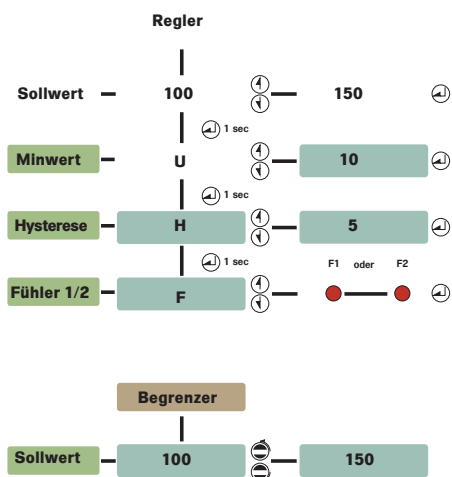 Regler
Sollwert 100 150
1 sec
Minwert U 10
1 sec
Hysterese H 5
1 sec
F1 oder F2
Fühler 1/2 F
Begrenzer
Sollwert 100 150